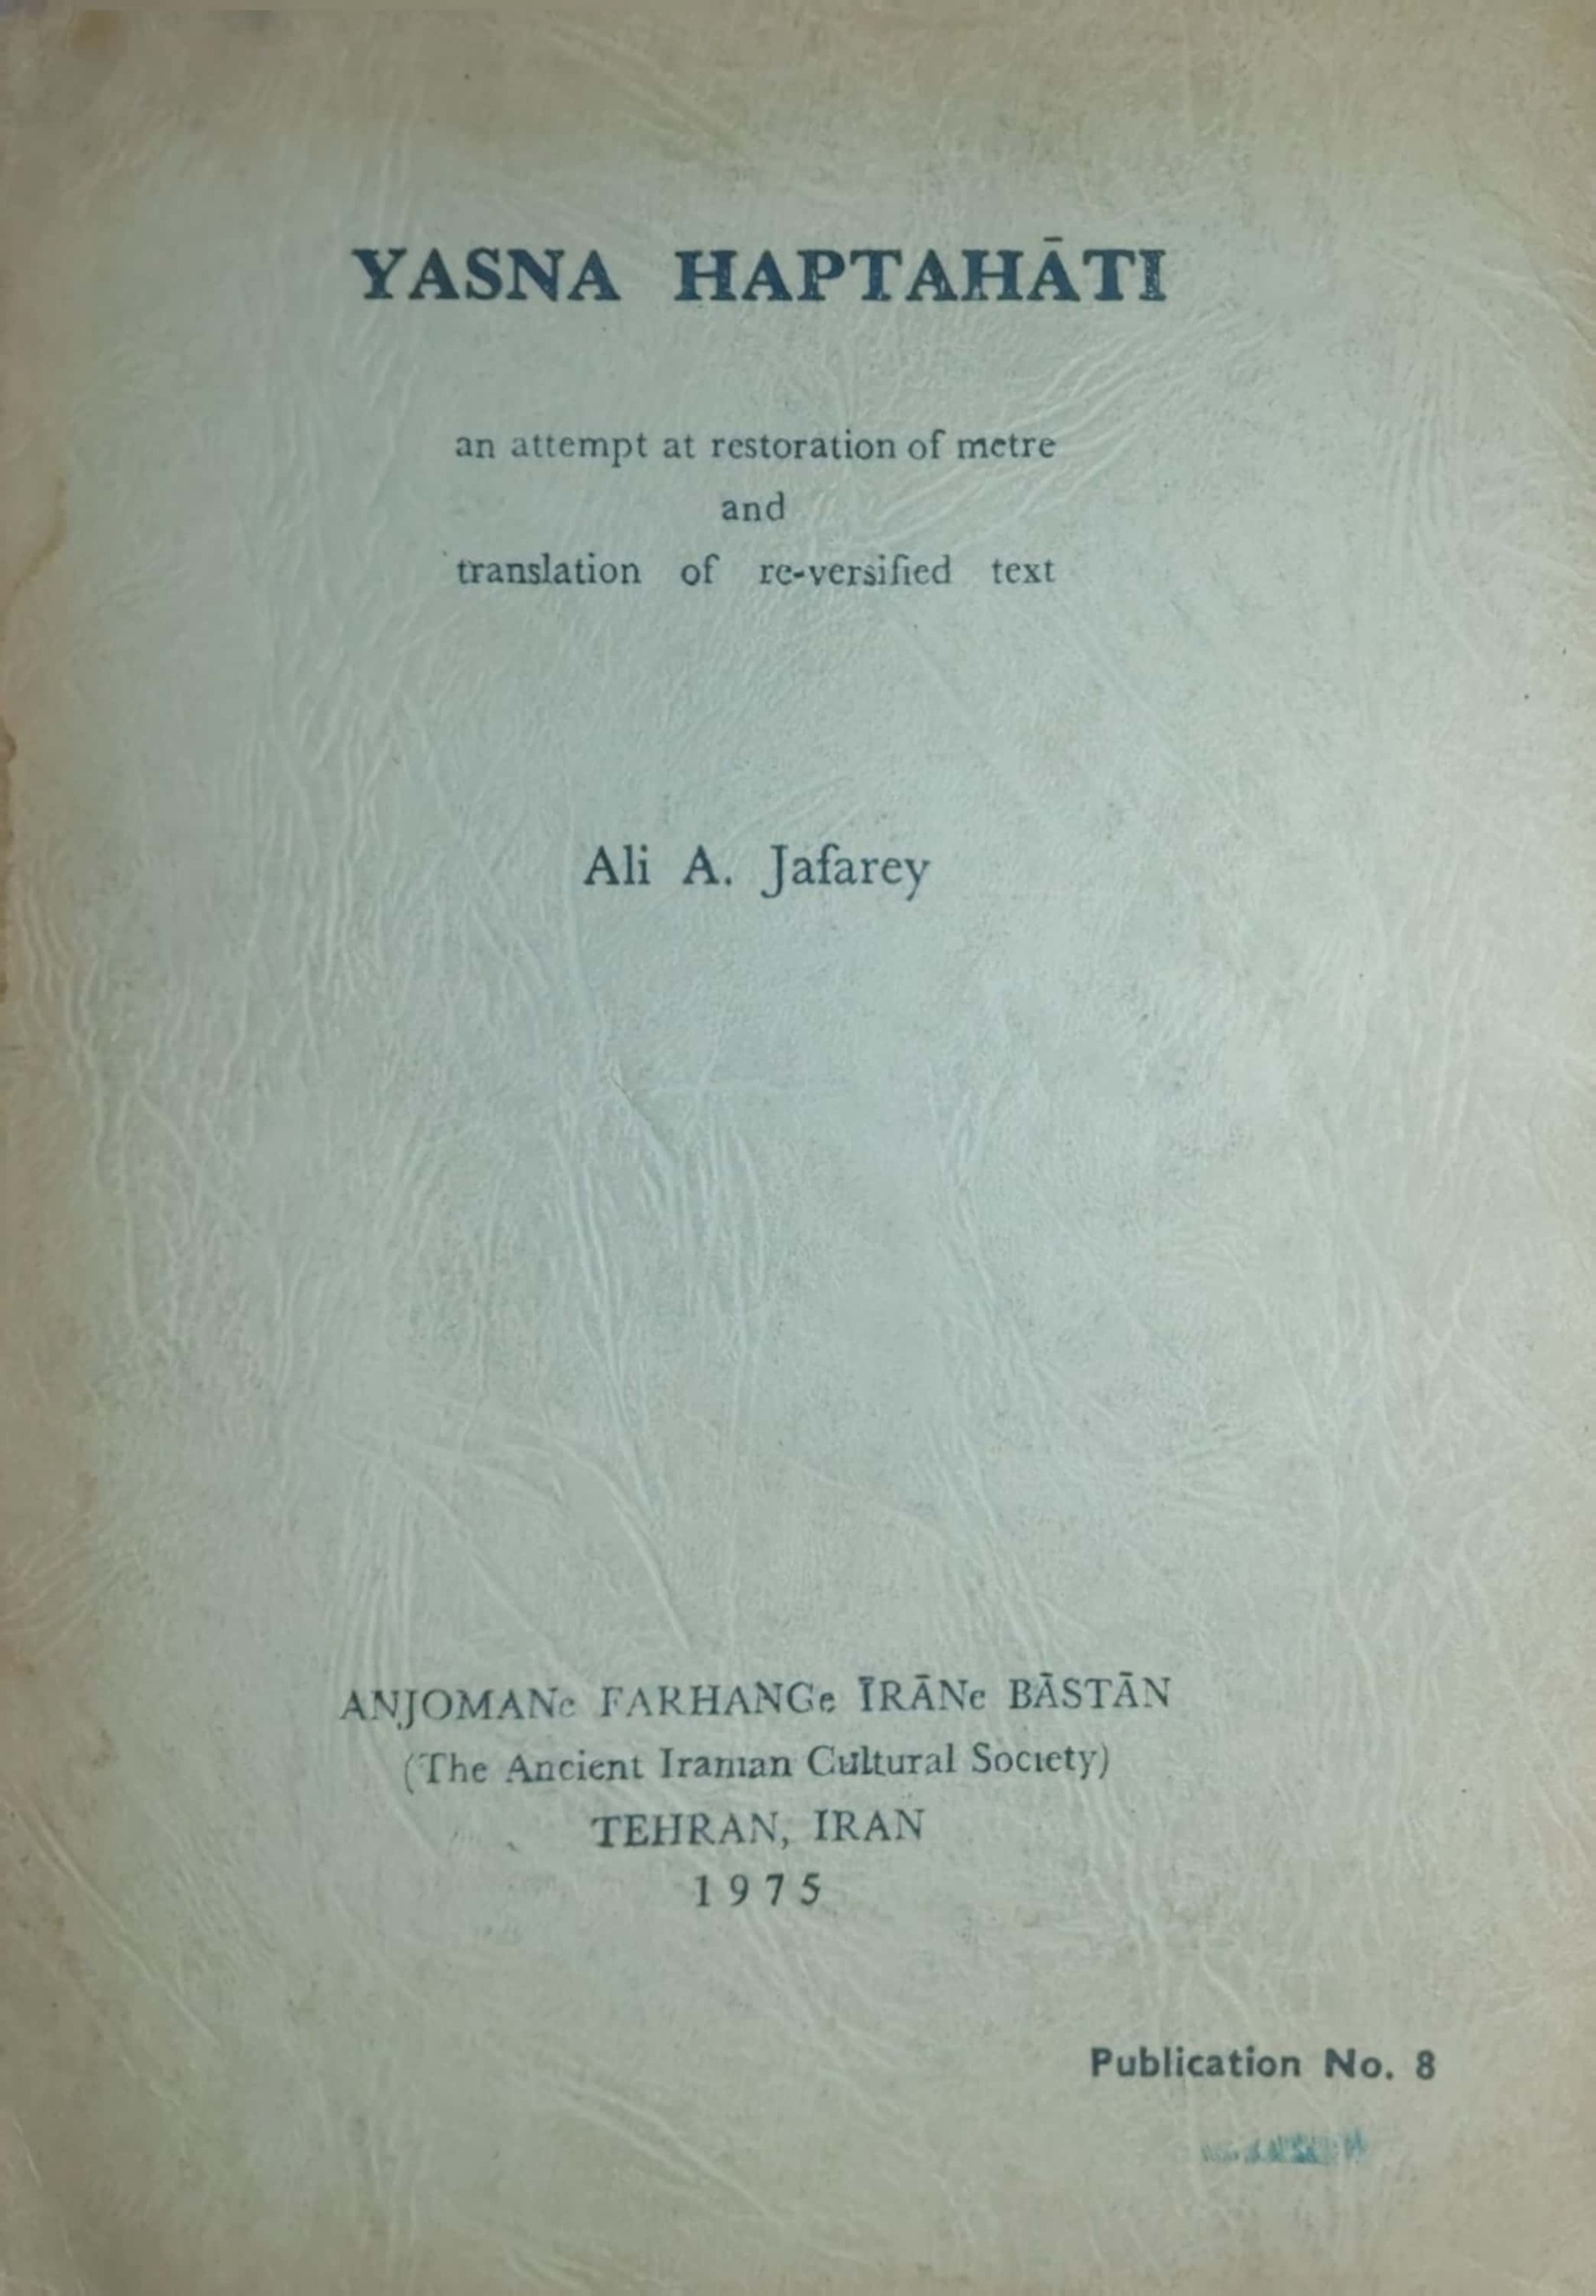 YASNA HAPTAHĀTI
an attempt at restoration of metre
and
translation of re-versified text
Ali A. Jafarey
ANJOMANe FARHANGe ĪRĀNe BĀSTĀN
(The Ancient Iranian Cultural Society)
TEHRAN, IRAN
1975
Publication No. 8